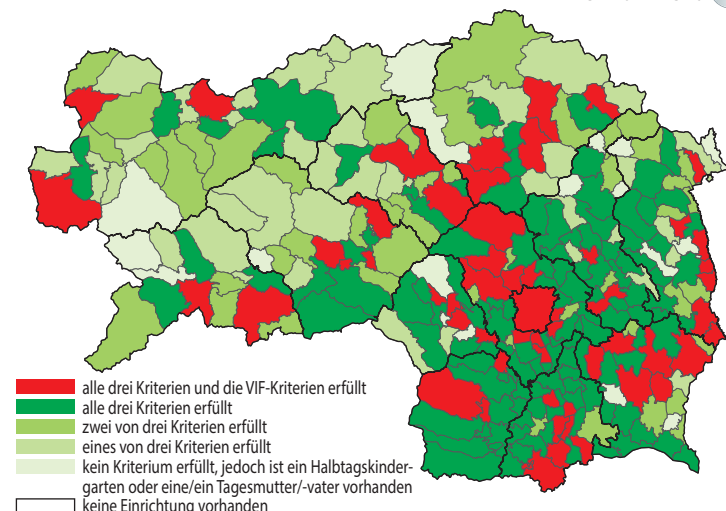 alle drei Kriterien und die VIF-Kriterien erfüllt
alle drei Kriterien erfüllt
zwei von drei Kriterien erfüllt
eines von drei Kriterien erfüllt
kein Kriterium erfüllt, jedoch ist ein Halbtagskinder-
garten oder eine/ein Tagesmutter/-vater vorhanden
keine Einrichtung vorhanden